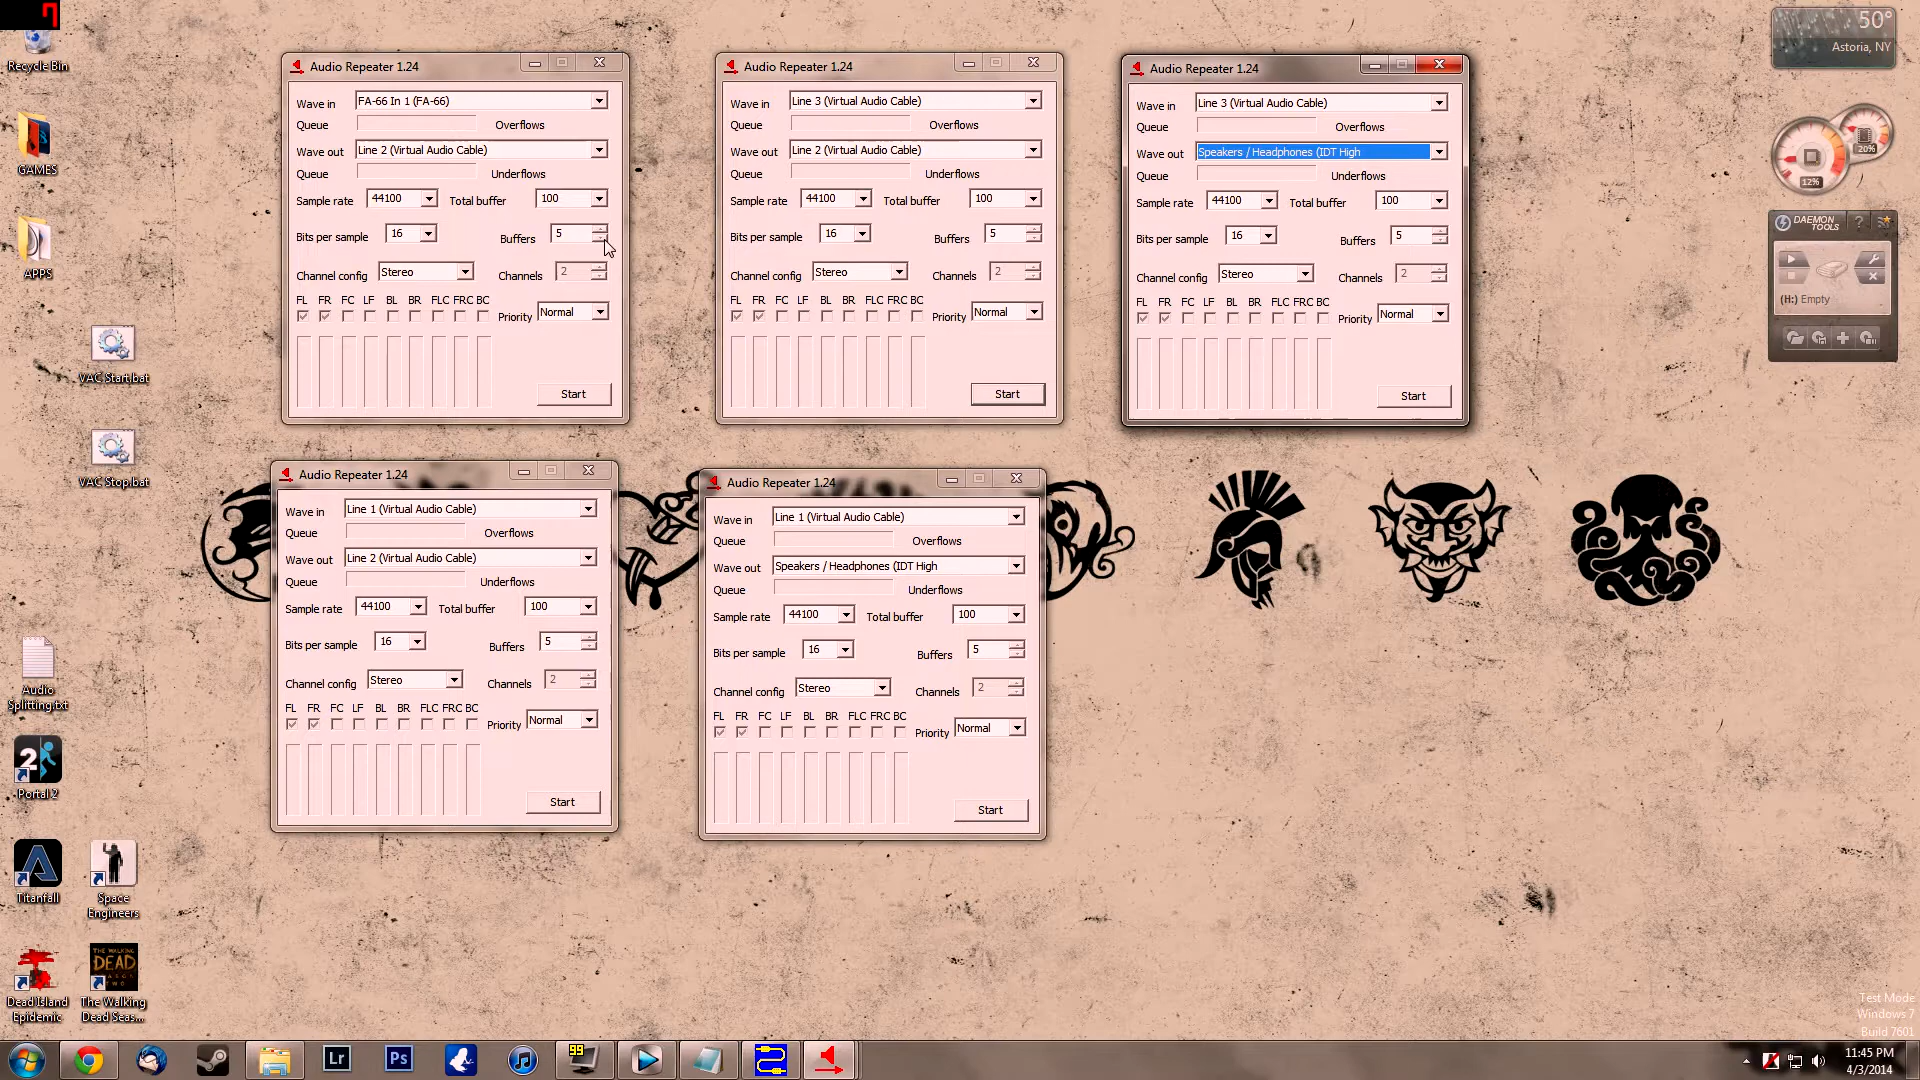 Recycle Bin
GAMES
APPS
VAC Start.bat
VAC Stop.bat
Audio
Splitting.txt
2
Portal 2
Titanfall
Space
Engineers
Dead Island
Epidemic
THE WALKING
DEAD
The Walking
Dead Seas...
Audio Repeater 1.24
Wave in
FA-66 In 1 (FA-66)
Queue
Overflows
Wave out
Line 2 (Virtual Audio Cable)
Queue
Underflows
Sample rate
44100
Total buffer
100
Bits per sample
16
Buffers
5
Channel config
Stereo
Channels
2
FL FR FC LF BL BR FLC FRC BC
Priority
Normal
Start
Audio Repeater 1.24
Wave in
Line 3 (Virtual Audio Cable)
Queue
Overflows
Wave out
Line 2 (Virtual Audio Cable)
Queue
Underflows
Sample rate
44100
Total buffer
100
Bits per sample
16
Buffers
5
Channel config
Stereo
Channels
2
FL FR FC LF BL BR FLC FRC BC
Priority
Normal
Start
Audio Repeater 1.24
Wave in
Line 3 (Virtual Audio Cable)
Queue
Overflows
Wave out
Speakers / Headphones (IDT High
Queue
Underflows
Sample rate
44100
Total buffer
100
Bits per sample
16
Buffers
5
Channel config
Stereo
Channels
2
FL FR FC LF BL BR FLC FRC BC
Priority
Normal
Start
Audio Repeater 1.24
Wave in
Line 1 (Virtual Audio Cable)
Queue
Overflows
Wave out
Line 2 (Virtual Audio Cable)
Queue
Underflows
Sample rate
44100
Total buffer
100
Bits per sample
16
Buffers
5
Channel config
Stereo
Channels
2
FL FR FC LF BL BR FLC FRC BC
Priority
Normal
Start
Audio Repeater 1.24
Wave in
Line 1 (Virtual Audio Cable)
Queue
Overflows
Wave out
Speakers / Headphones (IDT High
Queue
Underflows
Sample rate
44100
Total buffer
100
Bits per sample
16
Buffers
5
Channel config
Stereo
Channels
2
FL FR FC LF BL BR FLC FRC BC
Priority
Normal
Start
50°
Astoria, NY
20%
12%
DAEMON
TOOLS
?
(H:) Empty
Test Mode
Windows 7
Build 7601
Lr
Ps
99
11:45 PM
4/3/2014